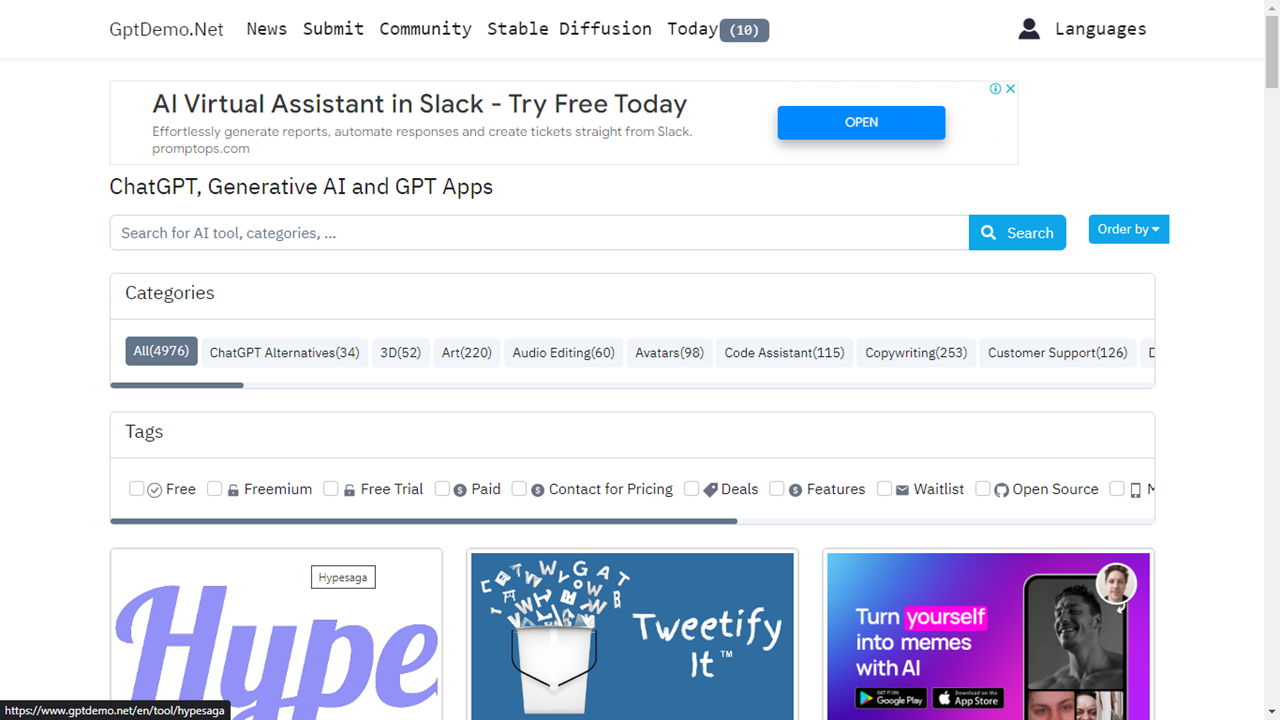 GptDemo.Net News Submit Community Stable Diffusion Today (10) Languages
AI Virtual Assistant in Slack - Try Free Today
Effortlessly generate reports, automate responses and create tickets straight from Slack.
promptops.com
OPEN
ChatGPT, Generative AI and GPT Apps
Search for AI tool, categories, ... Search Order by
Categories
All(4976) ChatGPT Alternatives(34) 3D(52) Art(220) Audio Editing(60) Avatars(98) Code Assistant(115) Copywriting(253) Customer Support(126)
Tags
Free Freemium Free Trial Paid Contact for Pricing Deals Features Waitlist Open Source
Hypesaga
Hype
Tweetify
It™
Turn yourself
into memes
with AI
GET IT ON
Google Play
Download on the
App Store
https://www.gptdemo.net/en/tool/hypesaga